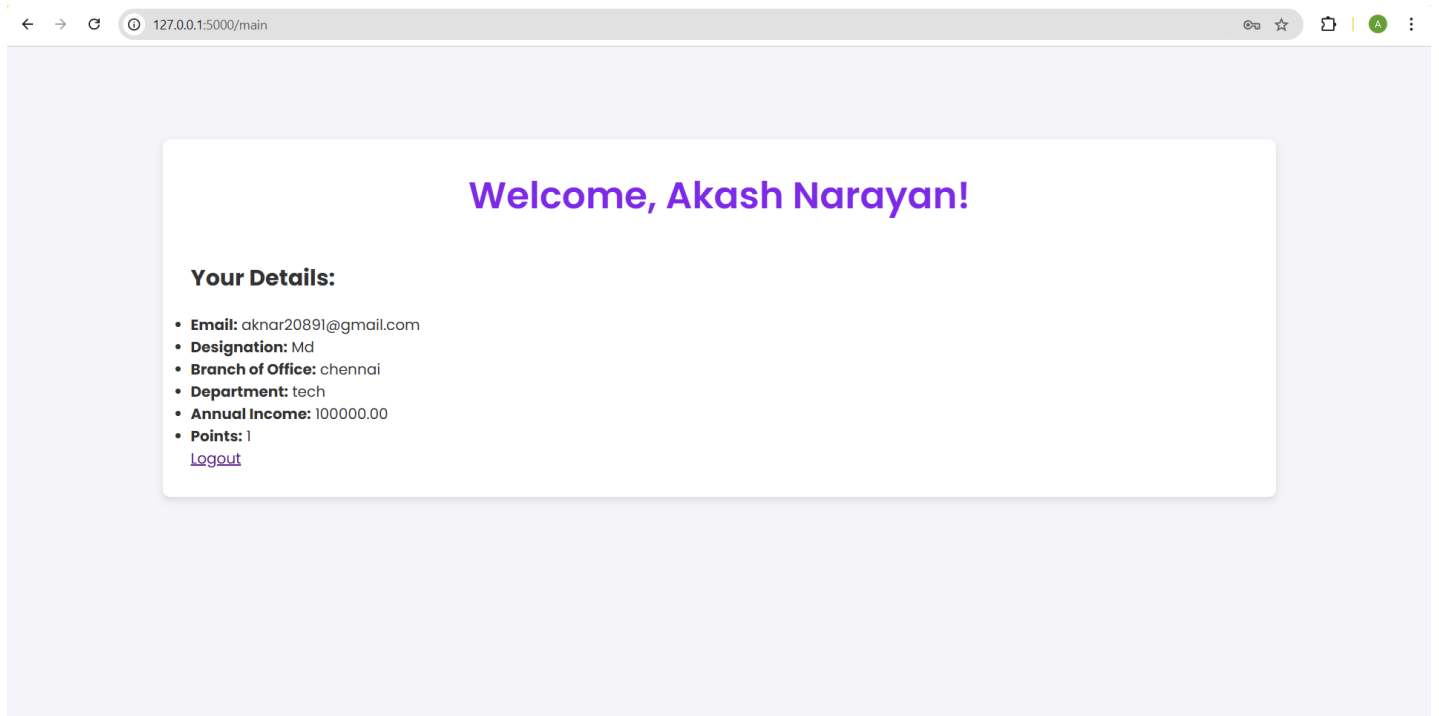 127.0.0.1:5000/main
A
Welcome, Akash Narayan!
Your Details:
Email: aknar20891@gmail.com
Designation: Md
Branch of Office: chennai
Department: tech
Annual Income: 100000.00
Points: 1
Logout